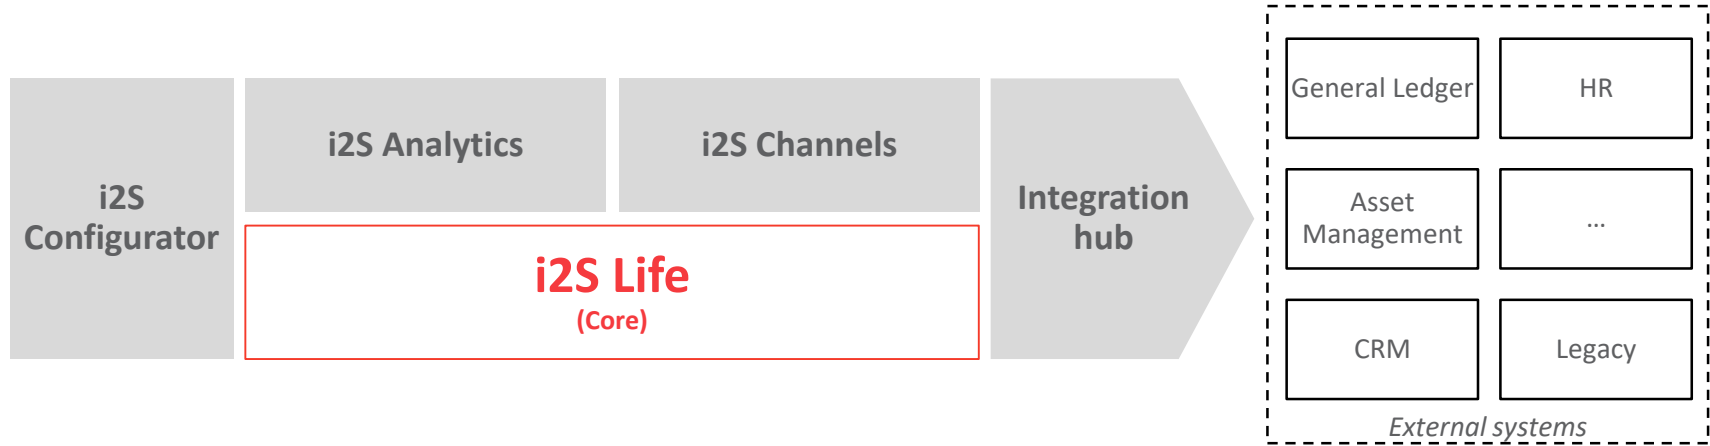 i2S
Configurator
i2S Analytics
i2S Channels
i2S Life
(Core)
Integration
hub
General Ledger
HR
Asset
Management
...
CRM
Legacy
External systems